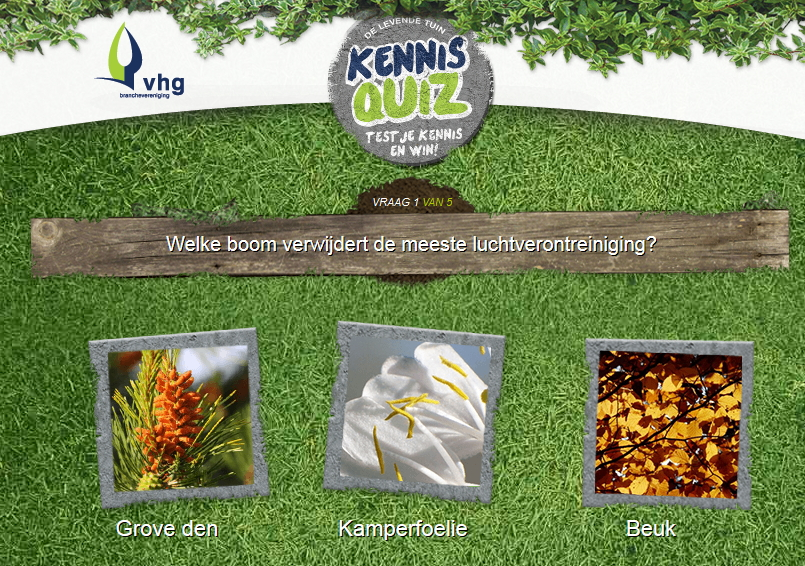 DE LEVENDE TUIN
KENNIS
QUIZ
TEST JE KENNIS
EN WIN!
vhg
branchevereniging
VRAAG 1 VAN 5
Welke boom verwijdert de meeste luchtverontreiniging?
Grove den
Kamperfoelie
Beuk